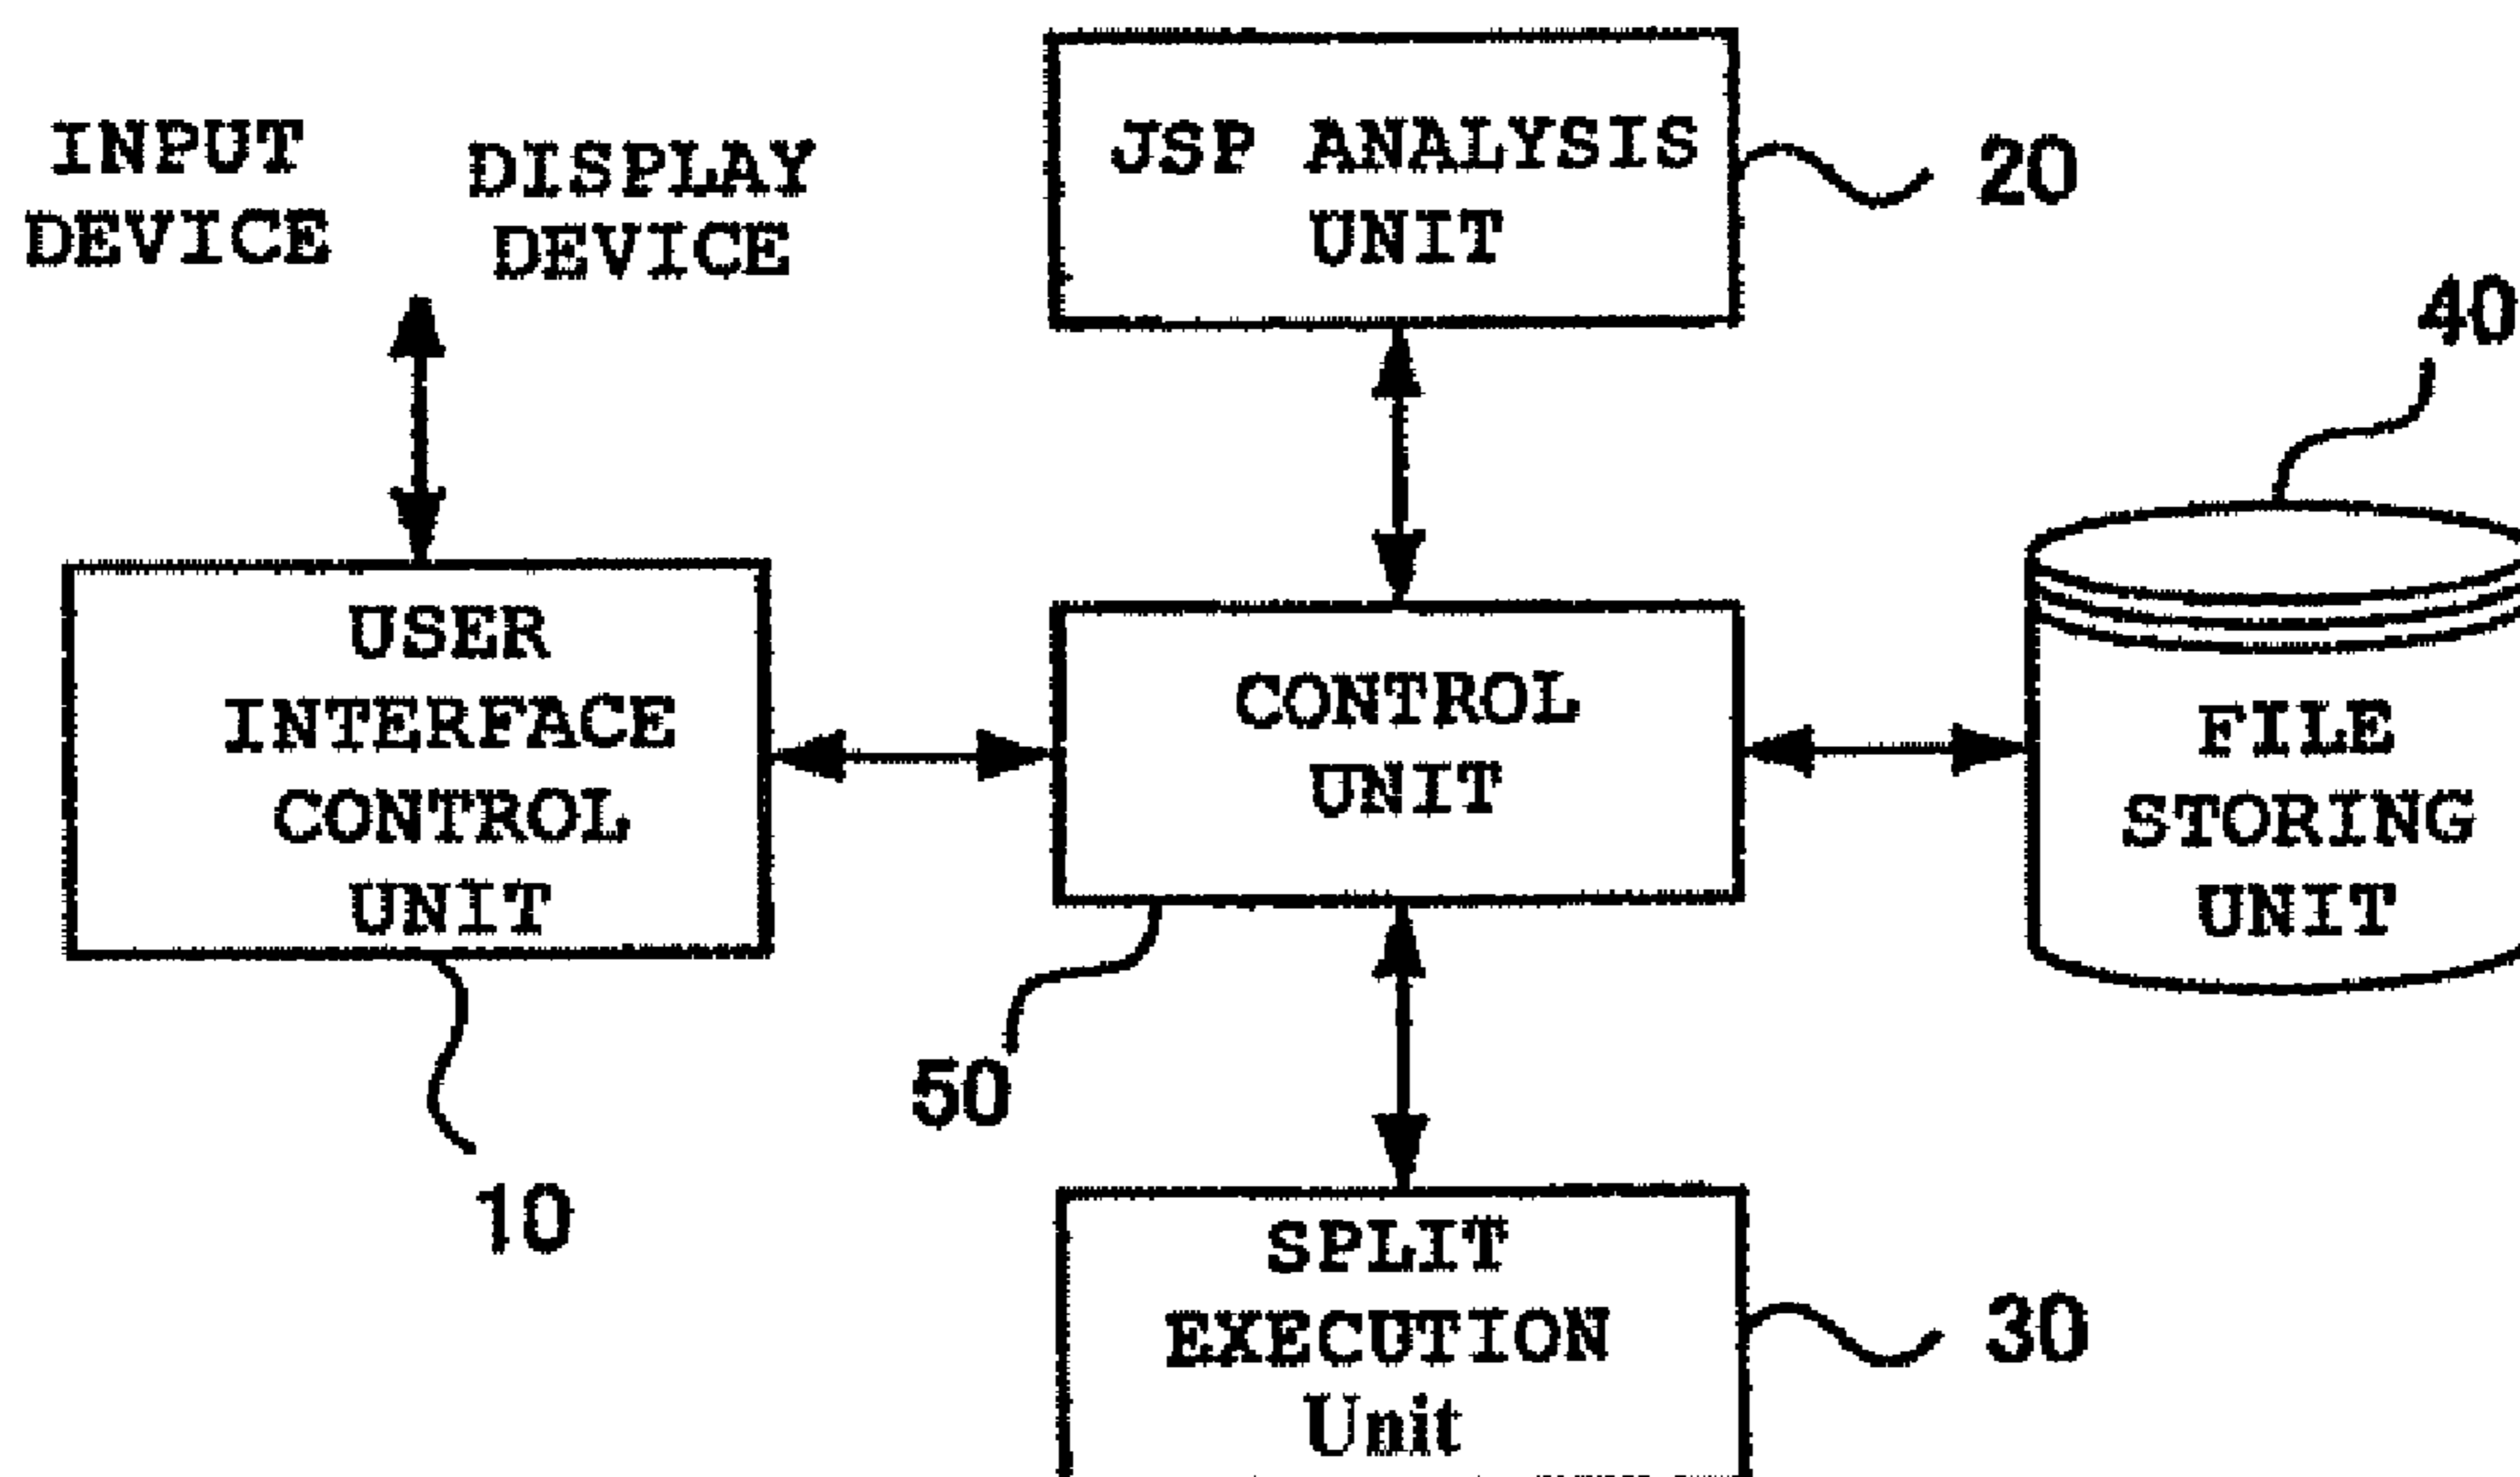 INPUT
DEVICE
DISPLAY
DEVICE
JSP ANALYSIS
UNIT
20
40
USER
INTERFACE
CONTROL
UNIT
CONTROL
UNIT
FILE
STORING
UNIT
50
10
SPLIT
EXECUTION
Unit
30